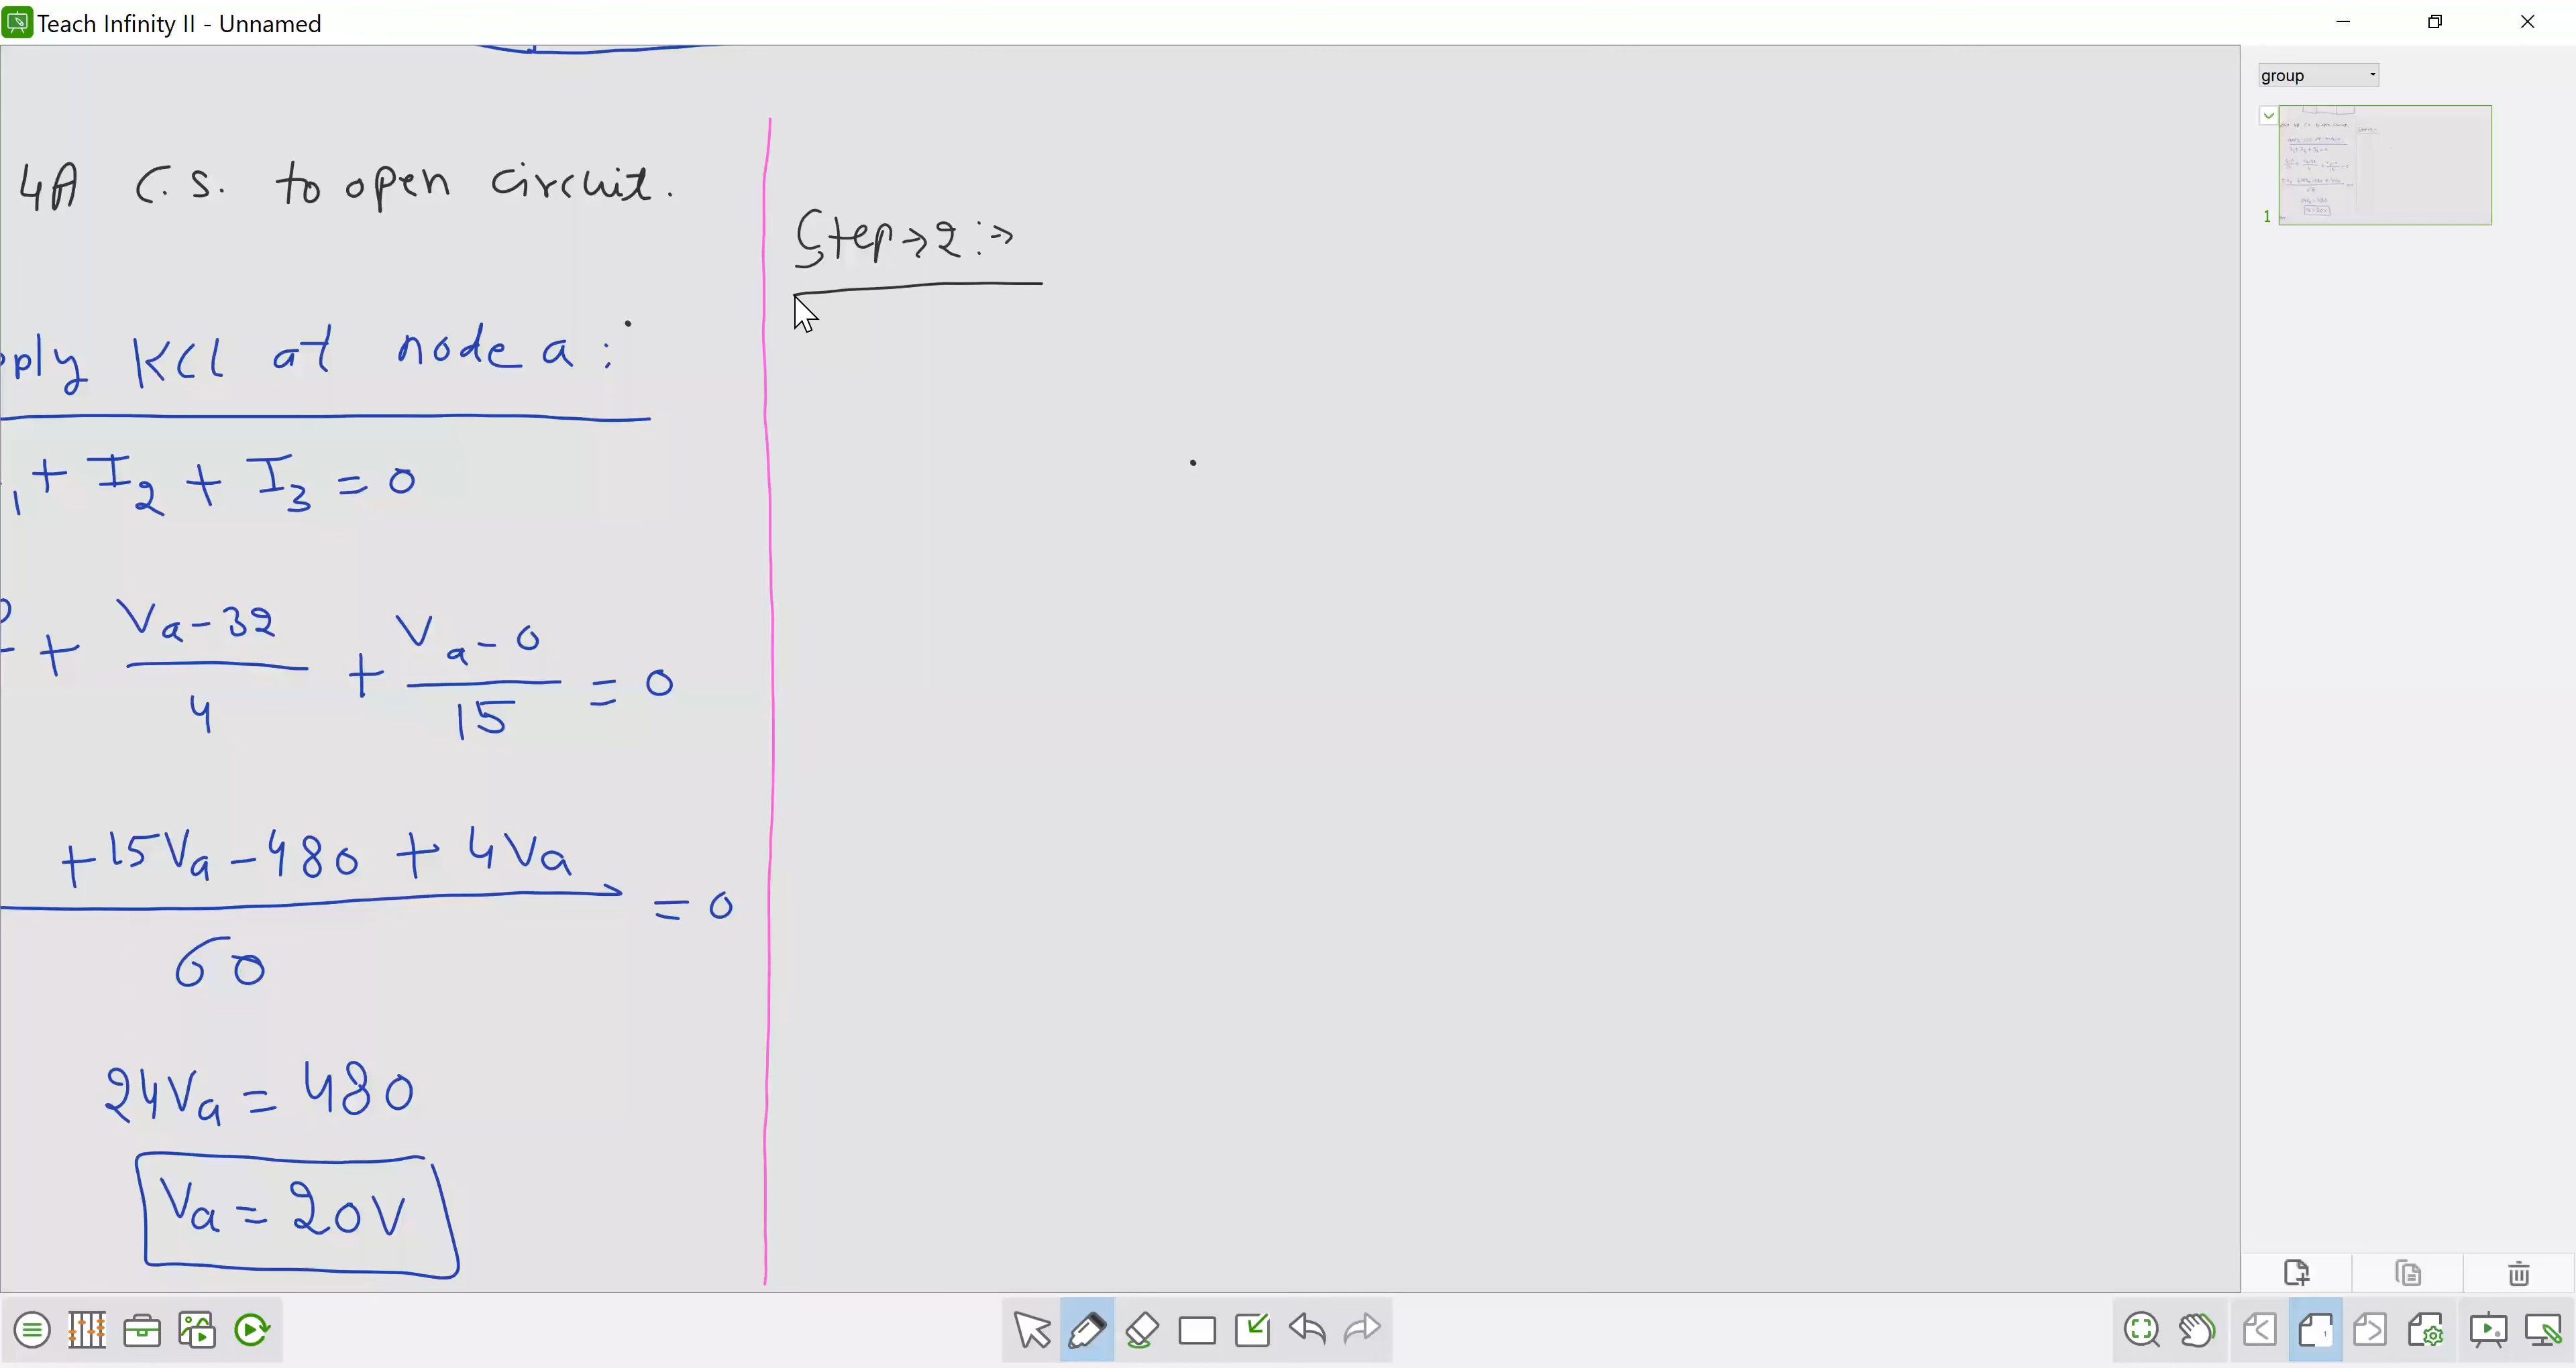 Teach Infinity II - Unnamed
group
1
4A C.S. to open circuit.
pply KCL at node a:
1 + I2 + I3 = 0
+ Va-32/4 + Va-0/15 = 0
+15Va-480 + 4Va/60 = 0
24Va = 480
Va = 20V
Step→2:→